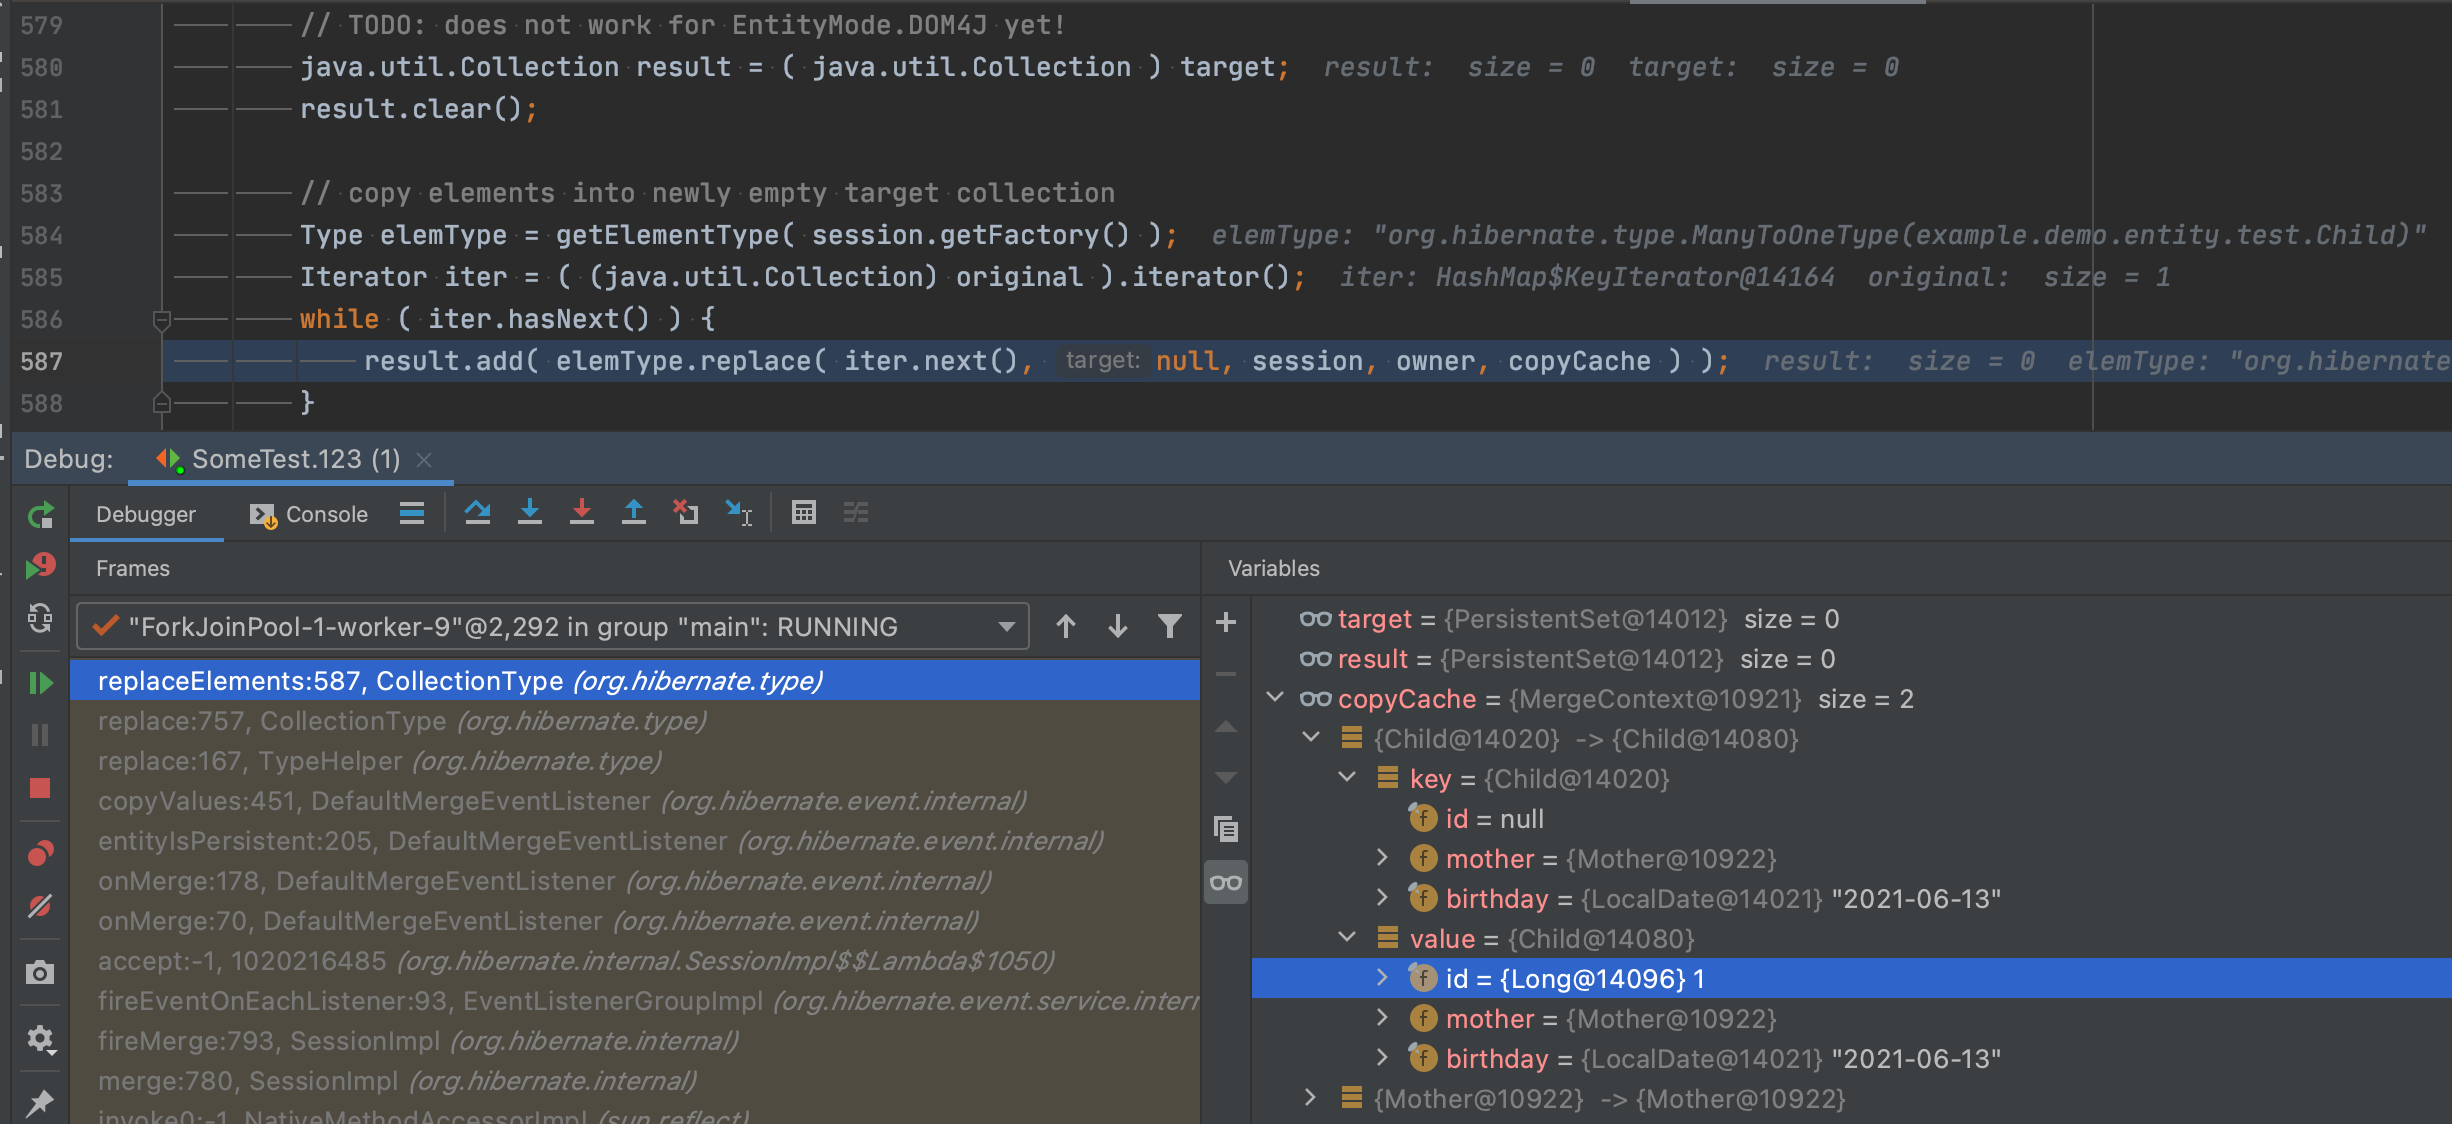 579 // TODO: does not work for EntityMode.DOM4J yet!
580 java.util.Collection result = ( java.util.Collection ) target; result: size = 0 target: size = 0
581 result.clear();
582
583 // copy elements into newly empty target collection
584 Type elemType = getElementType( session.getFactory() ); elemType: "org.hibernate.type.ManyToOneType(example.demo.entity.test.Child)"
585 Iterator iter = ( (java.util.Collection) original ).iterator(); iter: HashMap$KeyIterator@14164 original: size = 1
586 while ( iter.hasNext() ) {
587 result.add( elemType.replace( iter.next(), target: null, session, owner, copyCache ) ); result: size = 0 elemType: "org.hibernate
588 }
Debug: SomeTest.123 (1)
Debugger Console
Frames
"ForkJoinPool-1-worker-9"@2,292 in group "main": RUNNING
replaceElements:587, CollectionType (org.hibernate.type)
replace:757, CollectionType (org.hibernate.type)
replace:167, TypeHelper (org.hibernate.type)
copyValues:451, DefaultMergeEventListener (org.hibernate.event.internal)
entityIsPersistent:205, DefaultMergeEventListener (org.hibernate.event.internal)
onMerge:178, DefaultMergeEventListener (org.hibernate.event.internal)
onMerge:70, DefaultMergeEventListener (org.hibernate.event.internal)
accept:-1, 1020216485 (org.hibernate.internal.SessionImpl$$Lambda$1050)
fireEventOnEachListener:93, EventListenerGroupImpl (org.hibernate.event.service.interr
fireMerge:793, SessionImpl (org.hibernate.internal)
merge:780, SessionImpl (org.hibernate.internal)
invoke0:-1, NativeMethodAccessorImpl (sun.reflect)
Variables
target = {PersistentSet@14012} size = 0
result = {PersistentSet@14012} size = 0
copyCache = {MergeContext@10921} size = 2
{Child@14020} -> {Child@14080}
key = {Child@14020}
id = null
mother = {Mother@10922}
birthday = {LocalDate@14021} "2021-06-13"
value = {Child@14080}
id = {Long@14096} 1
mother = {Mother@10922}
birthday = {LocalDate@14021} "2021-06-13"
{Mother@10922} -> {Mother@10922}